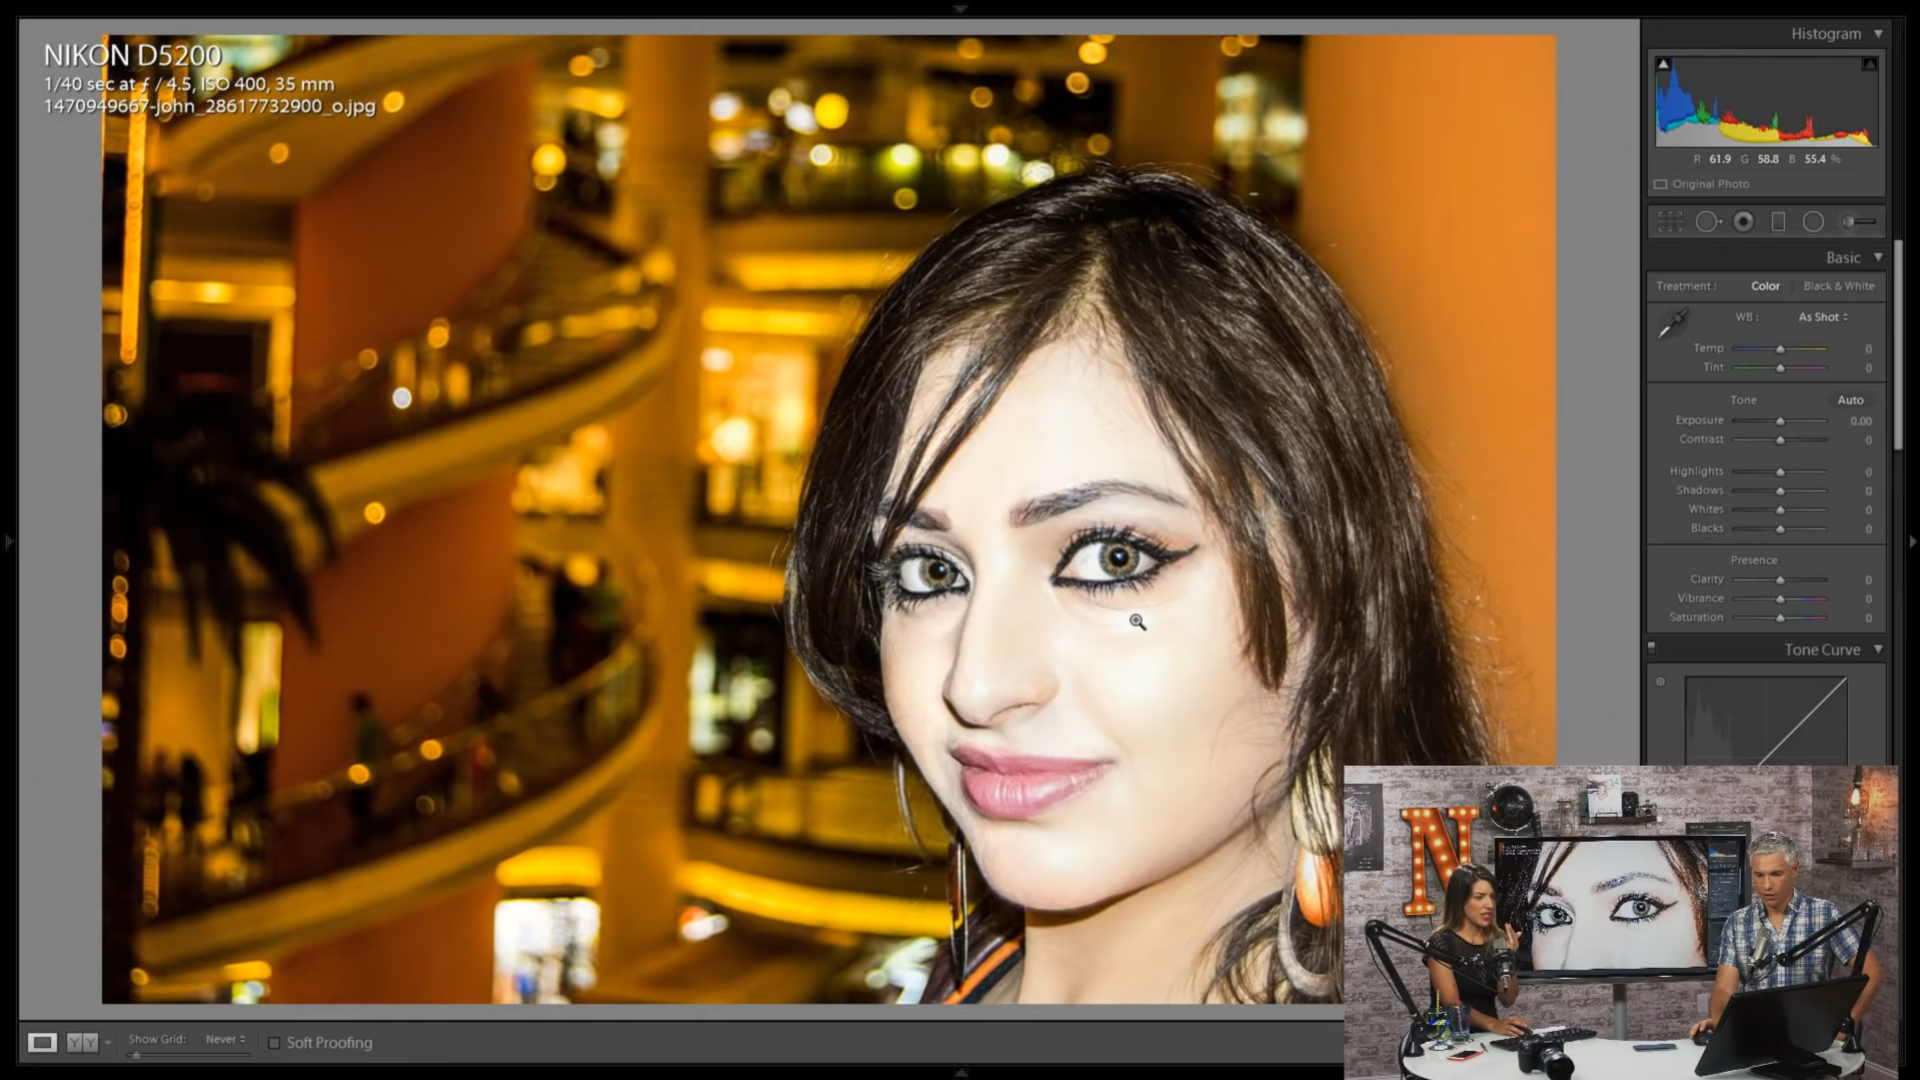 NIKON D5200
1/40 sec at ƒ / 4.5, ISO 400, 35 mm
1470949667-john_28617732900_o.jpg
Histogram
R 61.9 G 58.8 B 55.4 %
Original Photo
Basic
Treatment : Color Black & White
WB : As Shot
Temp 0
Tint 0
Tone Auto
Exposure 0.00
Contrast 0
Highlights 0
Shadows 0
Whites 0
Blacks 0
Presence
Clarity 0
Vibrance 0
Saturation 0
Tone Curve
N
YY
Show Grid: Never
Soft Proofing